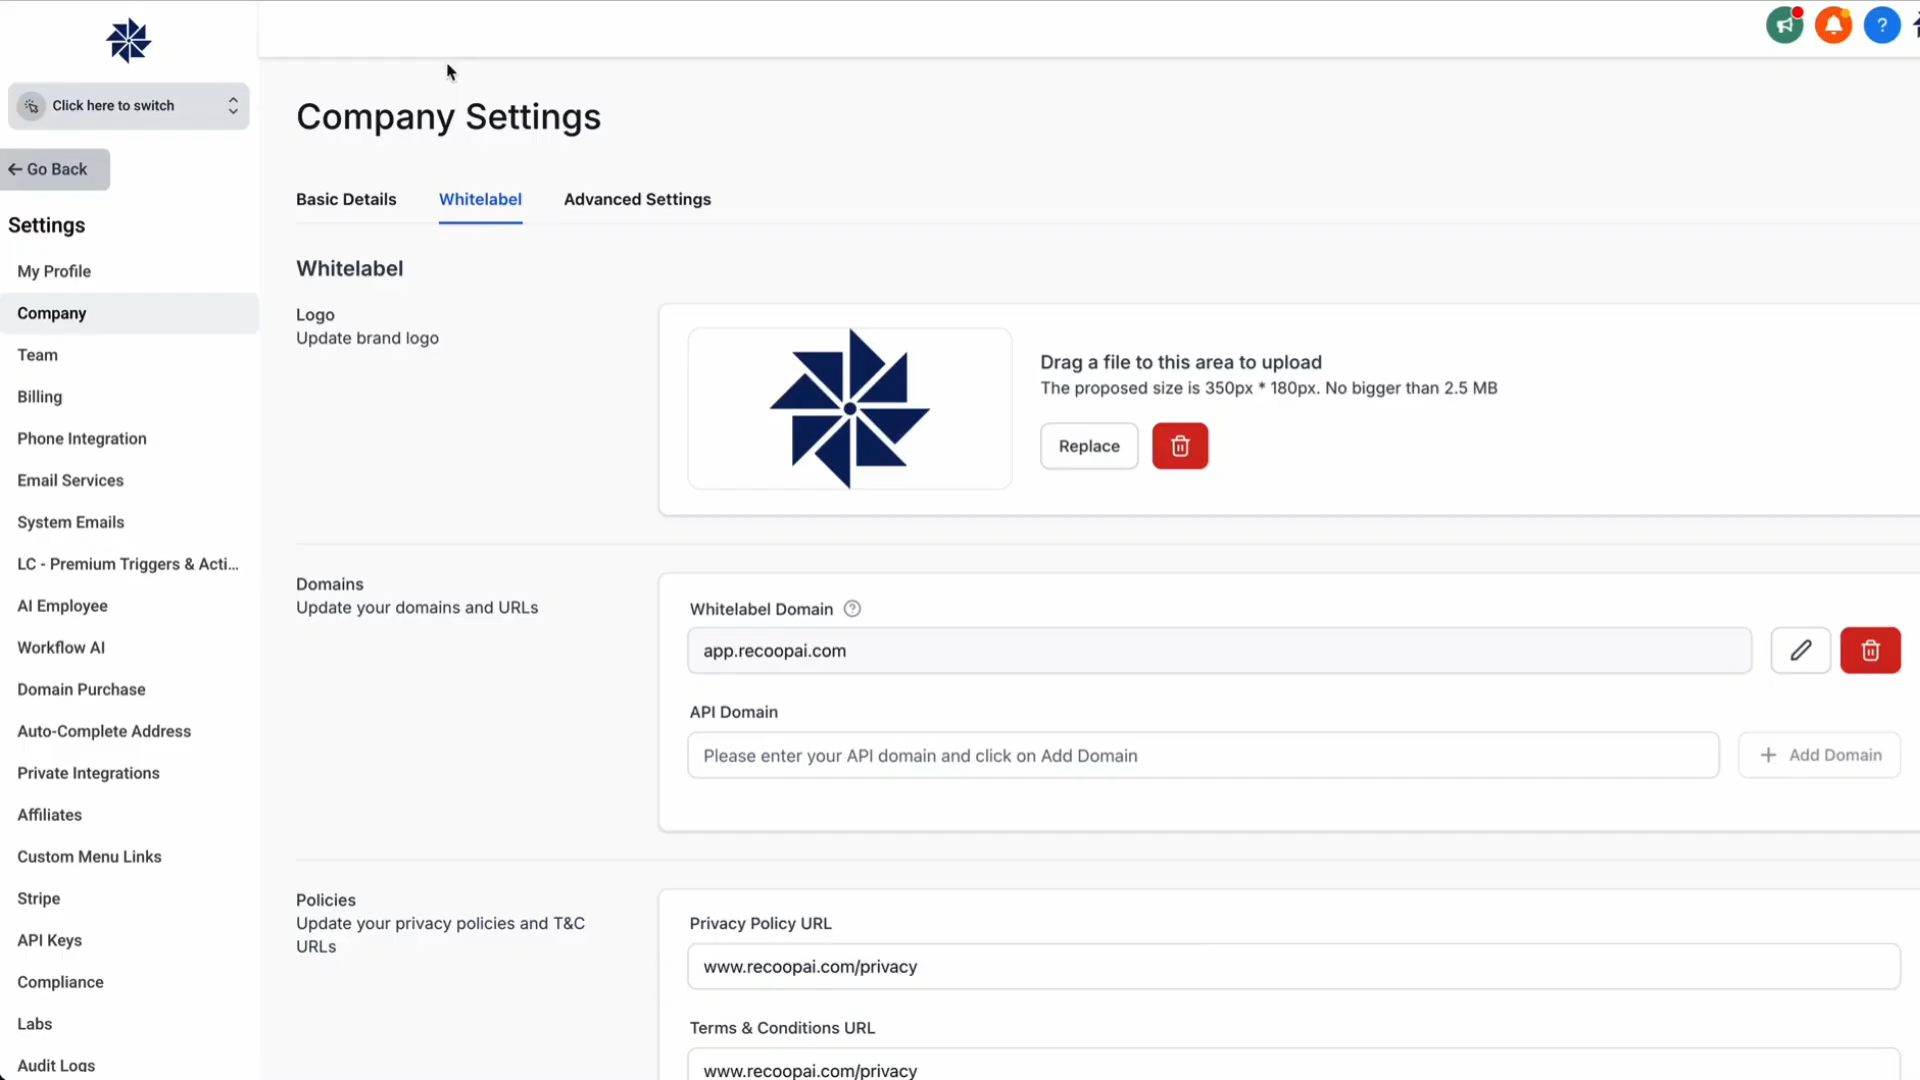 Click here to switch
Go Back
Settings
My Profile
Company
Team
Billing
Phone Integration
Email Services
System Emails
LC - Premium Triggers & Acti...
AI Employee
Workflow AI
Domain Purchase
Auto-Complete Address
Private Integrations
Affiliates
Custom Menu Links
Stripe
API Keys
Compliance
Labs
Audit Logs
?
Company Settings
Basic Details Whitelabel Advanced Settings
Whitelabel
Logo
Update brand logo
Drag a file to this area to upload
The proposed size is 350px * 180px. No bigger than 2.5 MB
Replace
Domains
Update your domains and URLs
Whitelabel Domain ?
app.recoopai.com
API Domain
Please enter your API domain and click on Add Domain
+ Add Domain
Policies
Update your privacy policies and T&C
URLs
Privacy Policy URL
www.recoopai.com/privacy
Terms & Conditions URL
www.recoopai.com/privacy